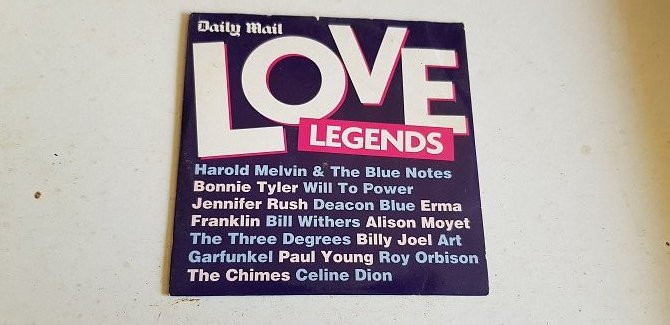 Daily Mail
LOVE
LEGENDS
Harold Melvin & The Blue Notes
Bonnie Tyler Will To Power
Jennifer Rush Deacon Blue Erma
Franklin Bill Withers Alison Moyet
The Three Degrees Billy Joel Art
Garfunkel Paul Young Roy Orbison
The Chimes Celine Dion